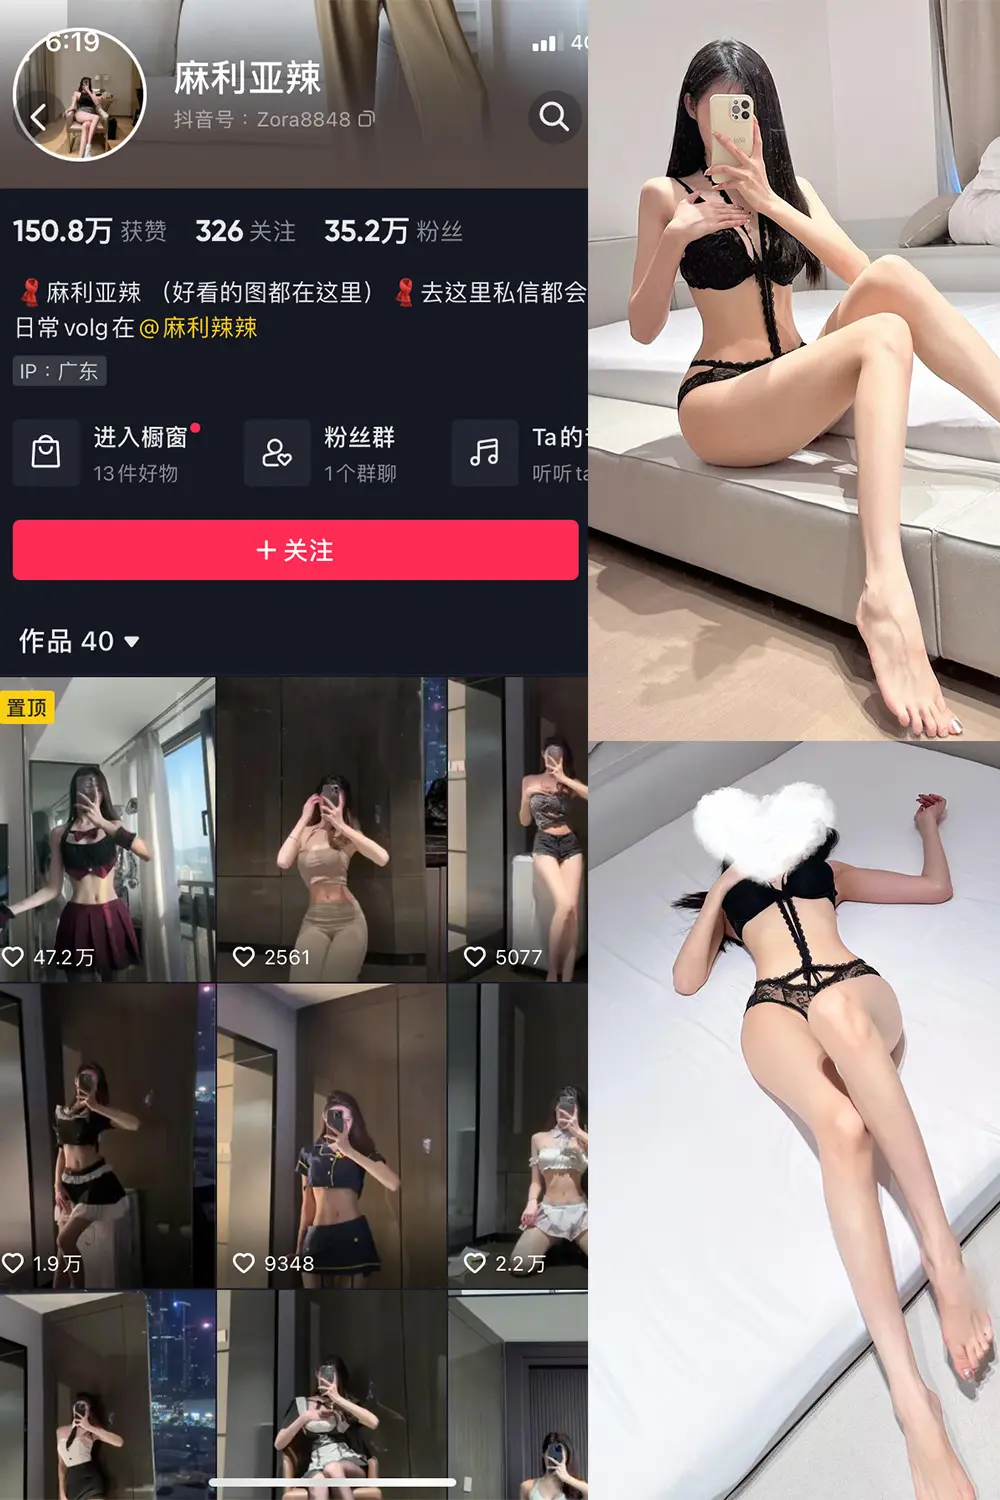 6:19
麻利亚辣
抖音号：Zora8848
150.8万 获赞 326 关注 35.2万 粉丝
麻利亚辣 （好看的图都在这里） 去这里私信都会
日常volg在@麻利辣辣
IP：广东
进入橱窗
13件好物
粉丝群
1个群聊
Ta的
听听ta
+ 关注
作品 40
置顶
47.2万
2561
5077
1.9万
9348
2.2万